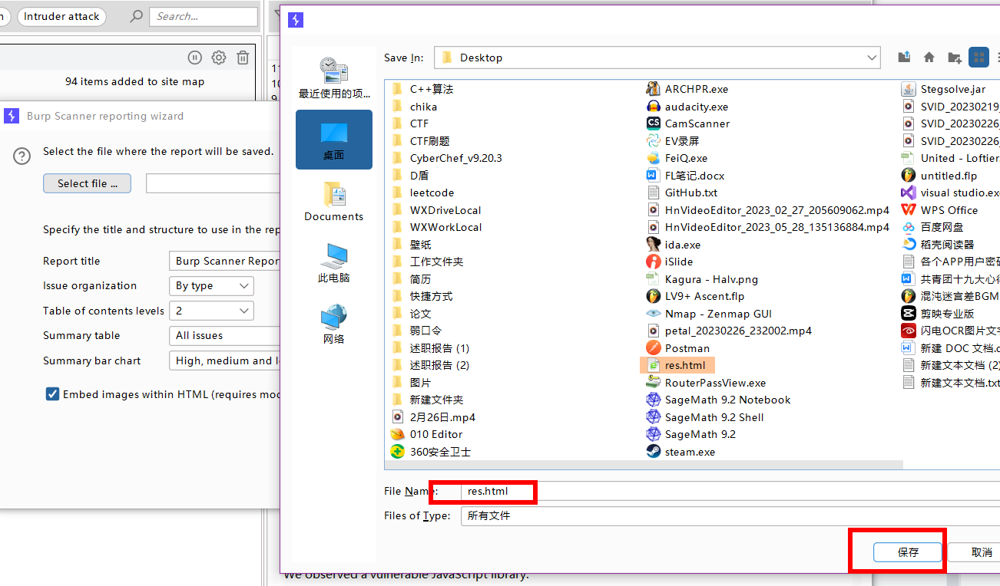 Intruder attack
Search...
94 items added to site map
Burp Scanner reporting wizard
Select the file where the report will be saved.
Select file ...
Specify the title and structure to use in the rep
Report title
Burp Scanner Repor
Issue organization
By type
Table of contents levels
2
Summary table
All issues
Summary bar chart
High, medium and l
Embed images within HTML (requires mod
Save In:
Desktop
最近使用的项...
桌面
Documents
此电脑
网络
C++算法
chika
CTF
CTF刷题
CyberChef_v9.20.3
D盾
leetcode
WXDriveLocal
WXWorkLocal
壁纸
工作文件夹
简历
快捷方式
论文
弱口令
述职报告 (1)
述职报告 (2)
图片
新建文件夹
2月26日.mp4
010 Editor
360安全卫士
ARCHPR.exe
audacity.exe
CamScanner
EV录屏
FeiQ.exe
FL笔记.docx
GitHub.txt
HnVideoEditor_2023_02_27_205609062.mp4
HnVideoEditor_2023_05_28_135136884.mp4
ida.exe
iSlide
Kagura - Halv.png
LV9+ Ascent.flp
Nmap - Zenmap GUI
petal_20230226_232002.mp4
Postman
res.html
RouterPassView.exe
SageMath 9.2 Notebook
SageMath 9.2 Shell
SageMath 9.2
steam.exe
Stegsolve.jar
SVID_20230219_
SVID_20230226_
SVID_20230226_
United - Loftier
untitled.flp
visual studio.exe
WPS Office
百度网盘
稻壳阅读器
各个APP用户密码
共青团十九大心得
混沌迷宫差BGM
剪映专业版
闪电OCR图片文字
新建 DOC 文档.d
新建文本文档 (2)
新建文本文档.txt
File Name:
res.html
Files of Type:
所有文件
保存
取消
We observed a vulnerable JavaScript library.